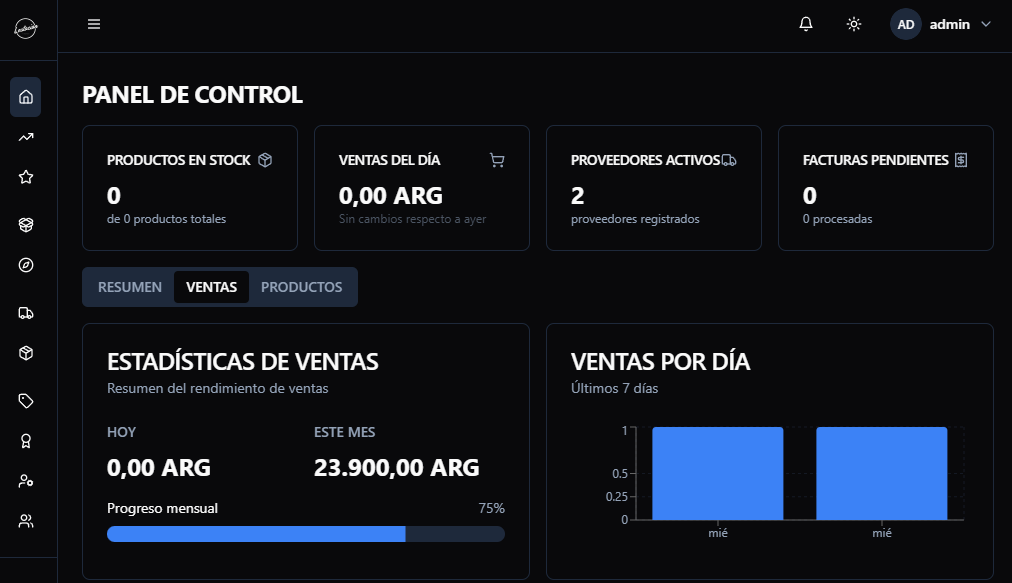 AD admin
PANEL DE CONTROL
PRODUCTOS EN STOCK
0
de 0 productos totales
VENTAS DEL DÍA
0,00 ARG
Sin cambios respecto a ayer
PROVEEDORES ACTIVOS
2
proveedores registrados
FACTURAS PENDIENTES
0
0 procesadas
RESUMEN VENTAS PRODUCTOS
ESTADÍSTICAS DE VENTAS
Resumen del rendimiento de ventas
HOY
0,00 ARG
ESTE MES
23.900,00 ARG
Progreso mensual 75%
VENTAS POR DÍA
Últimos 7 días
1
0.5
0.25
0
mié mié